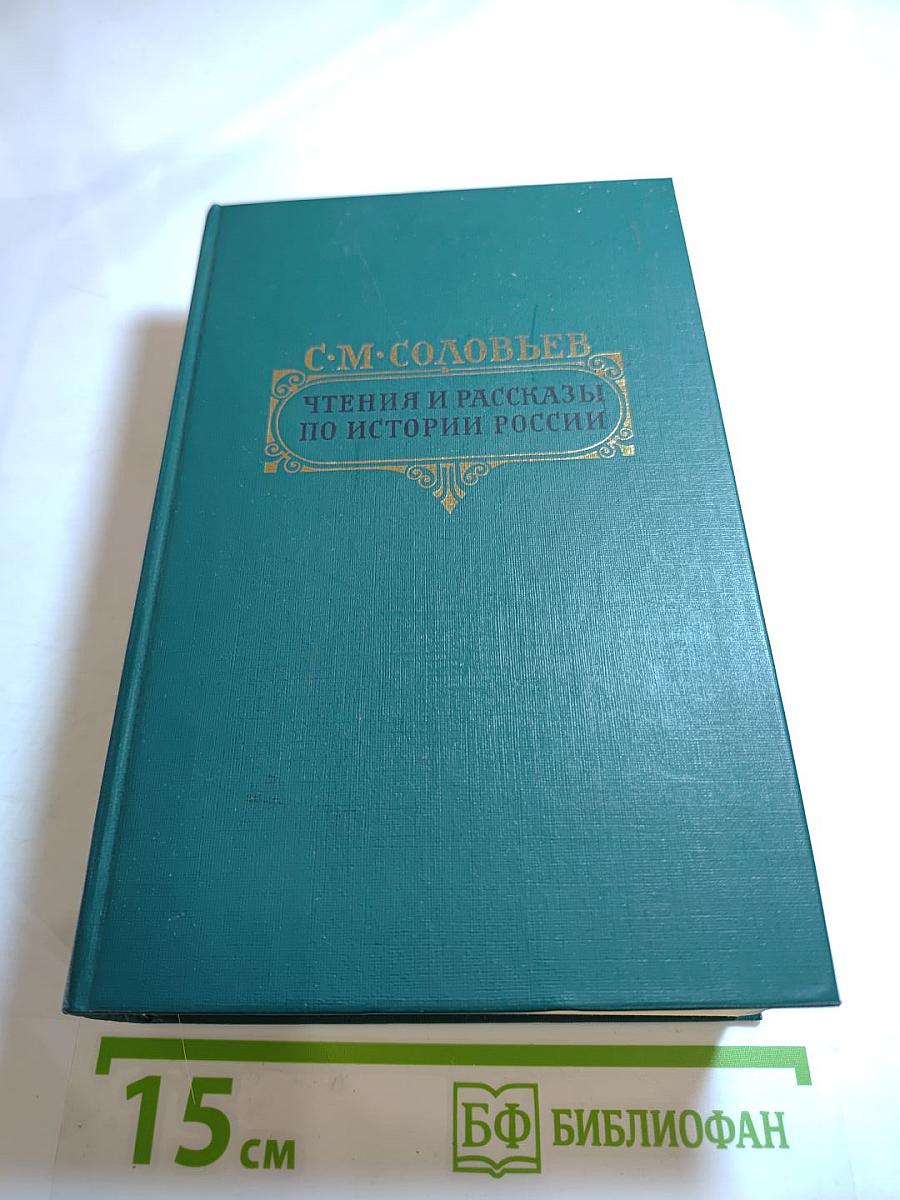 С·М·СОЛОВЬЕВ
ЧТЕНИЯ И РАССКАЗЫ
ПО ИСТОРИИ РОССИИ
15 см
БФ БИБЛИОФАН